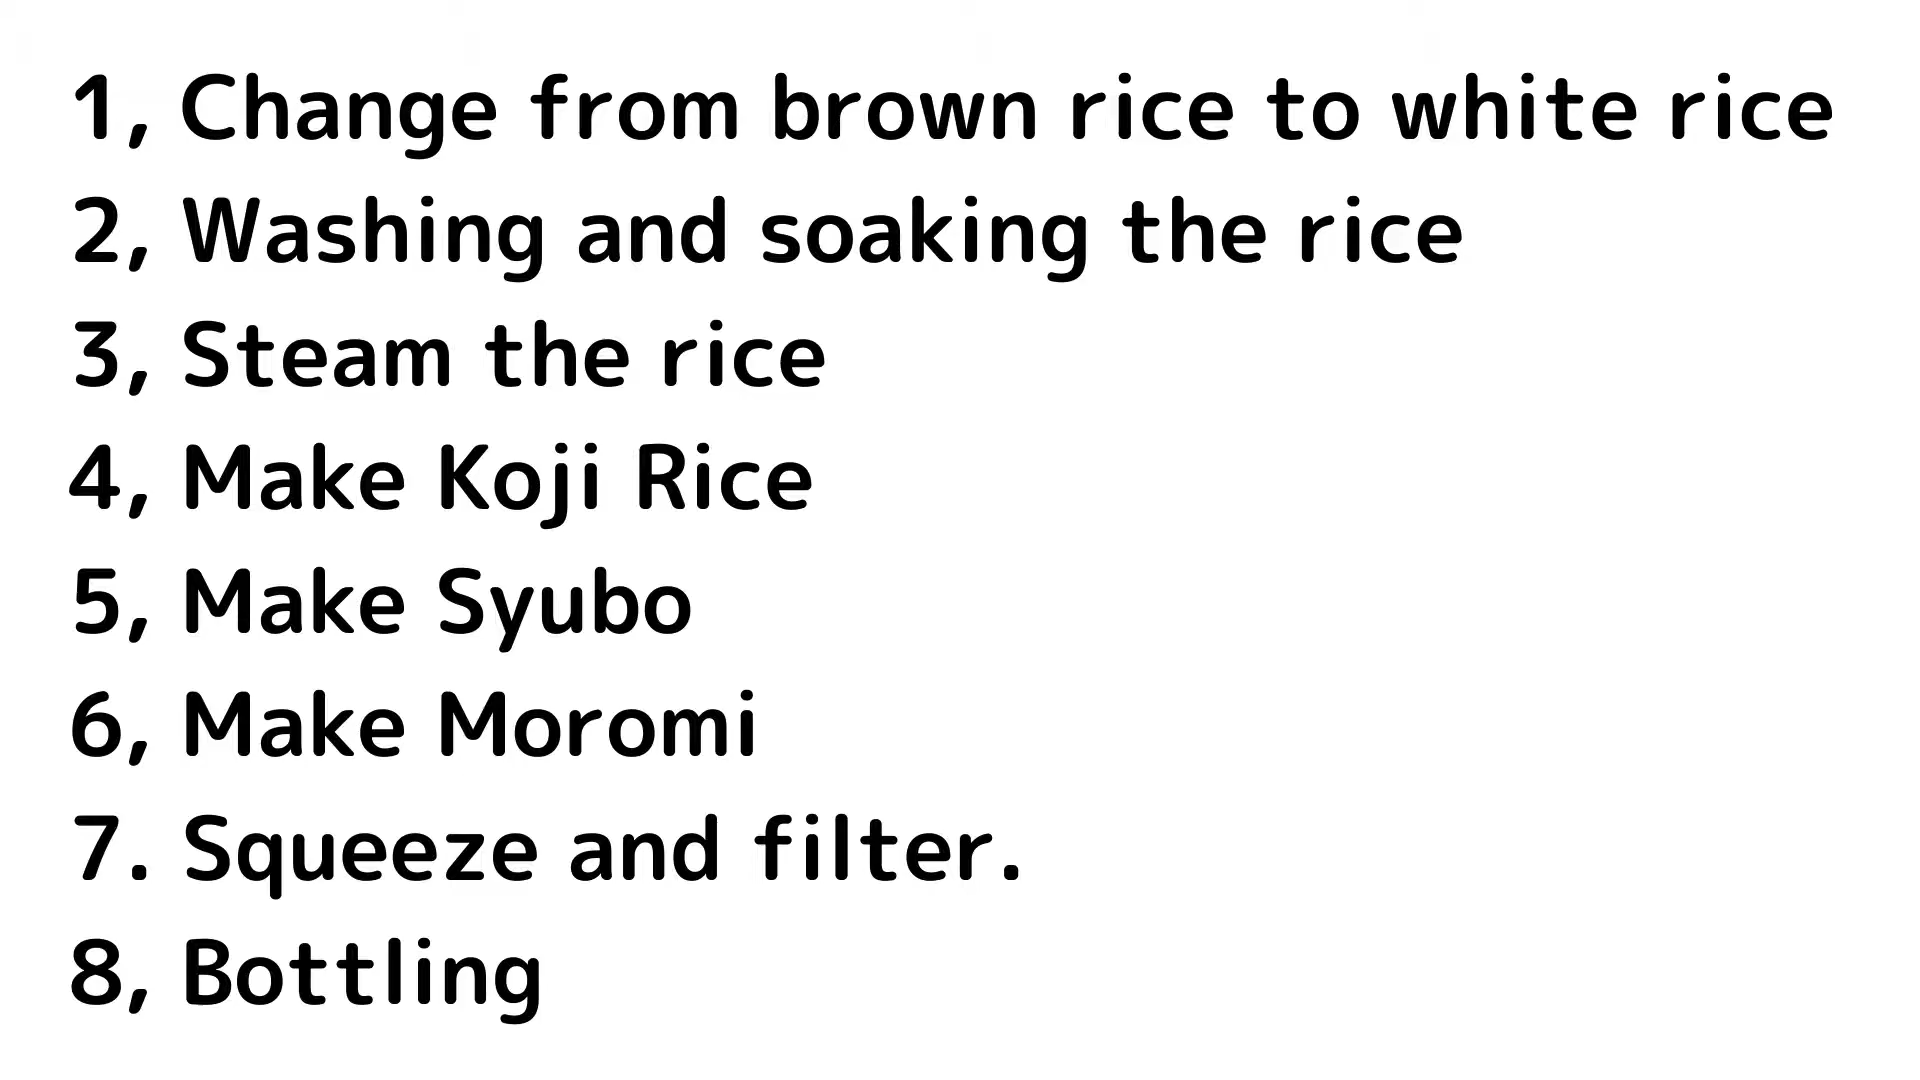 1, Change from brown rice to white rice
2, Washing and soaking the rice
3, Steam the rice
4, Make Koji Rice
5, Make Syubo
6, Make Moromi
7. Squeeze and filter.
8, Bottling